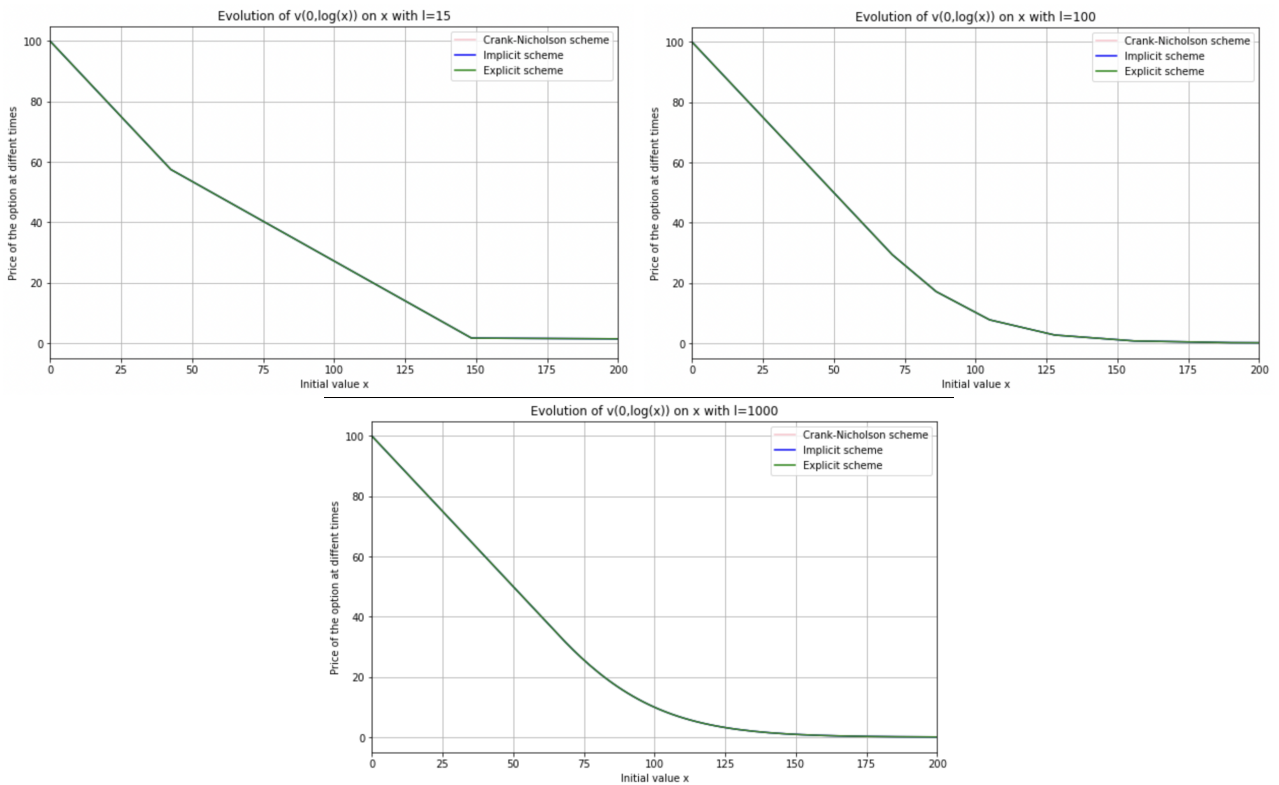 Evolution of v(0,log(x)) on x with l=15
Crank-Nicholson scheme
Implicit scheme
Explicit scheme
Price of the option at diffent times
100
80
60
40
20
0
0 25 50 75 100 125 150 175 200
Initial value x
Evolution of v(0,log(x)) on x with l=100
Crank-Nicholson scheme
Implicit scheme
Explicit scheme
Price of the option at diffent times
100
80
60
40
20
0
0 25 50 75 100 125 150 175 200
Initial value x
Evolution of v(0,log(x)) on x with l=1000
Crank-Nicholson scheme
Implicit scheme
Explicit scheme
Price of the option at diffent times
100
80
60
40
20
0
0 25 50 75 100 125 150 175 200
Initial value x